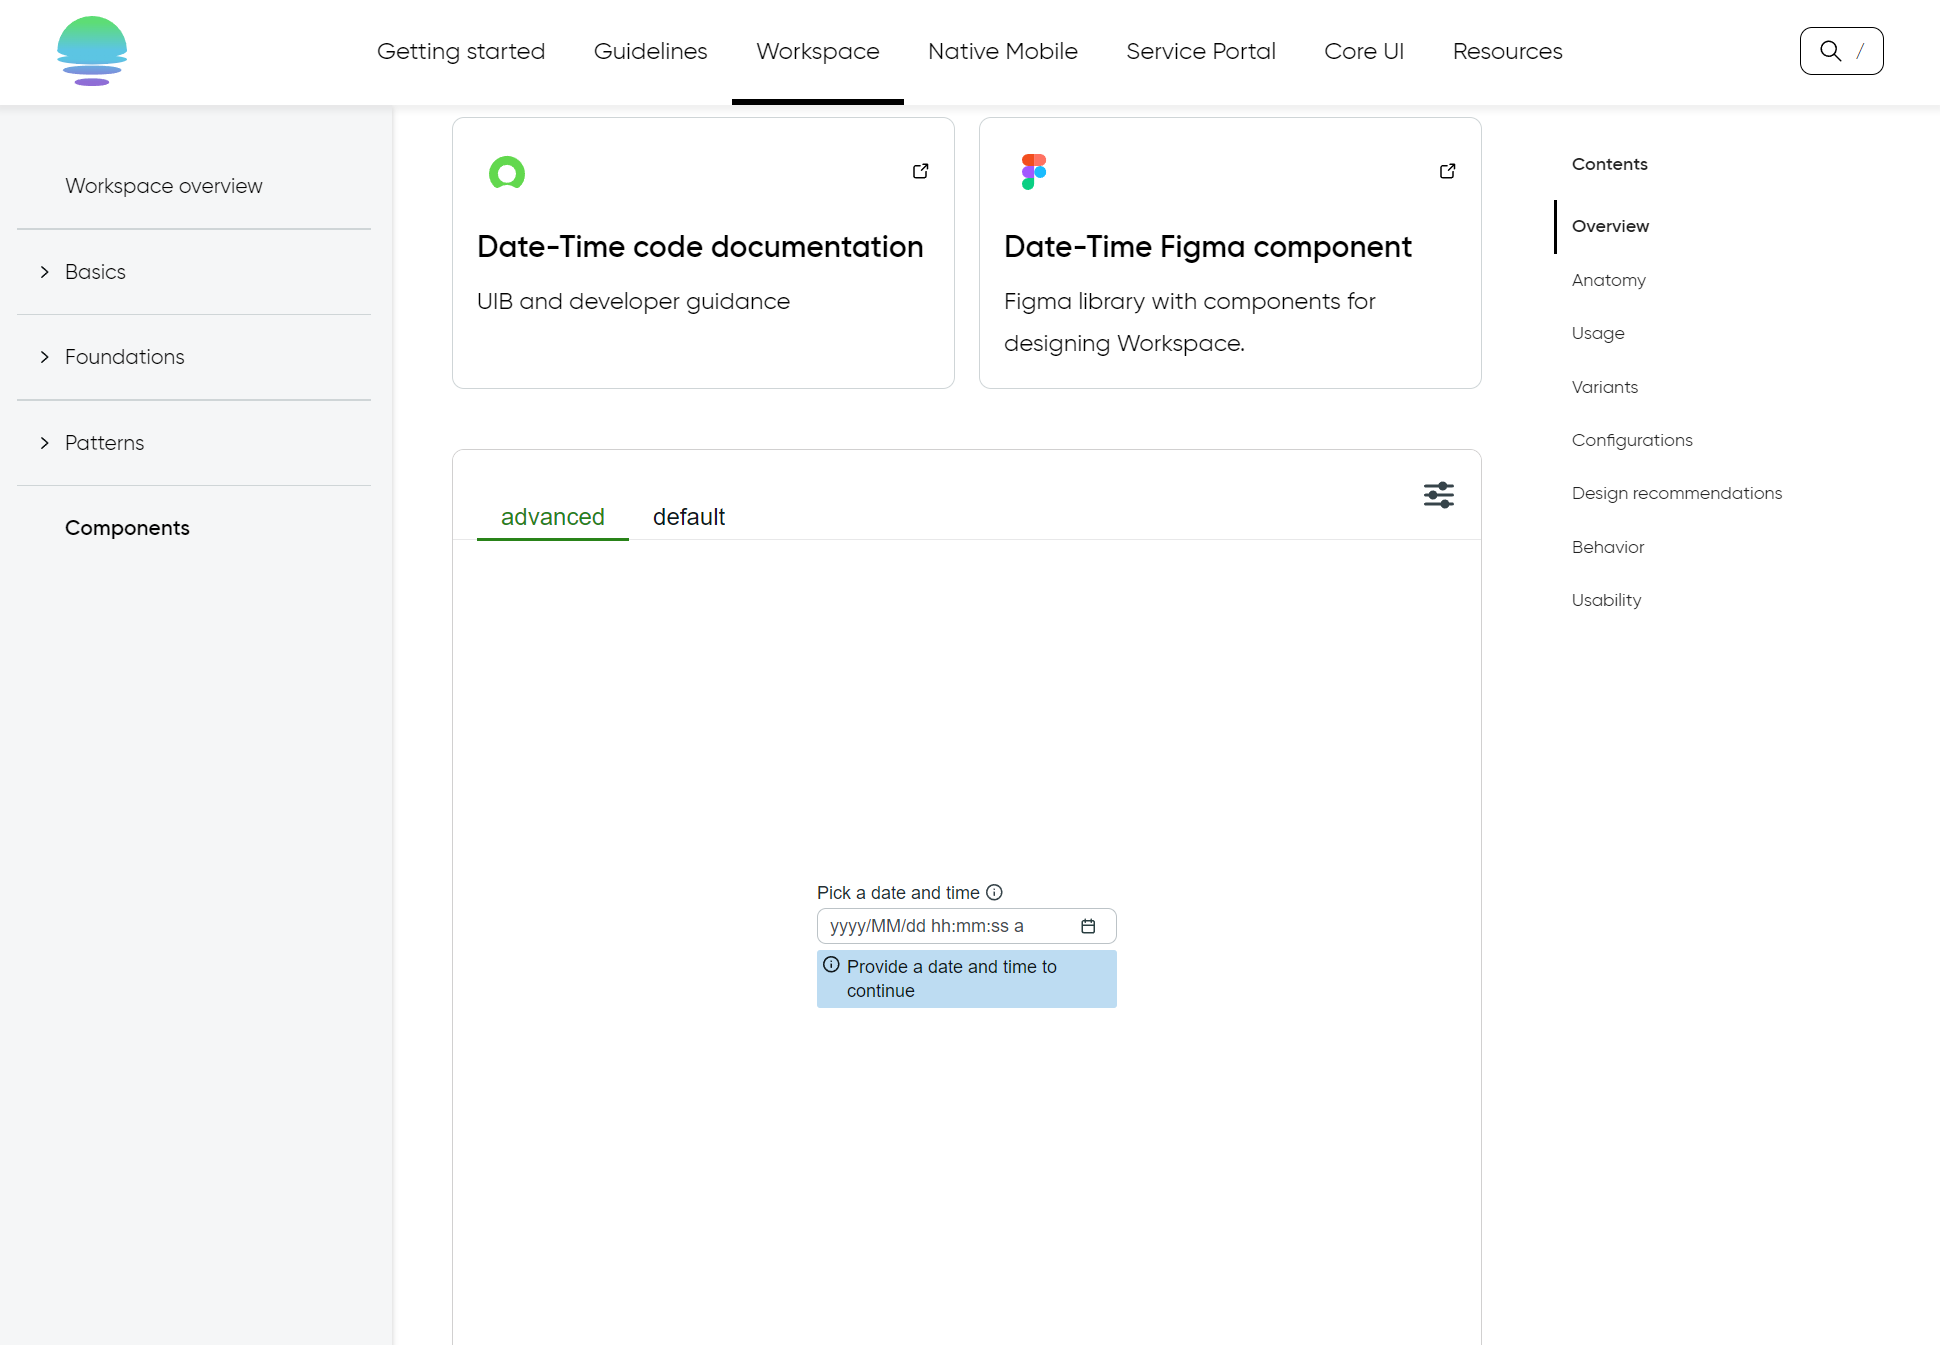 Getting started
Guidelines
Workspace
Native Mobile
Service Portal
Core UI
Resources
/
Workspace overview
Basics
Foundations
Patterns
Components
Date-Time code documentation
UIB and developer guidance
Date-Time Figma component
Figma library with components for
designing Workspace.
advanced
default
Pick a date and time
yyyy/MM/dd hh:mm:ss a
Provide a date and time to
continue
Contents
Overview
Anatomy
Usage
Variants
Configurations
Design recommendations
Behavior
Usability